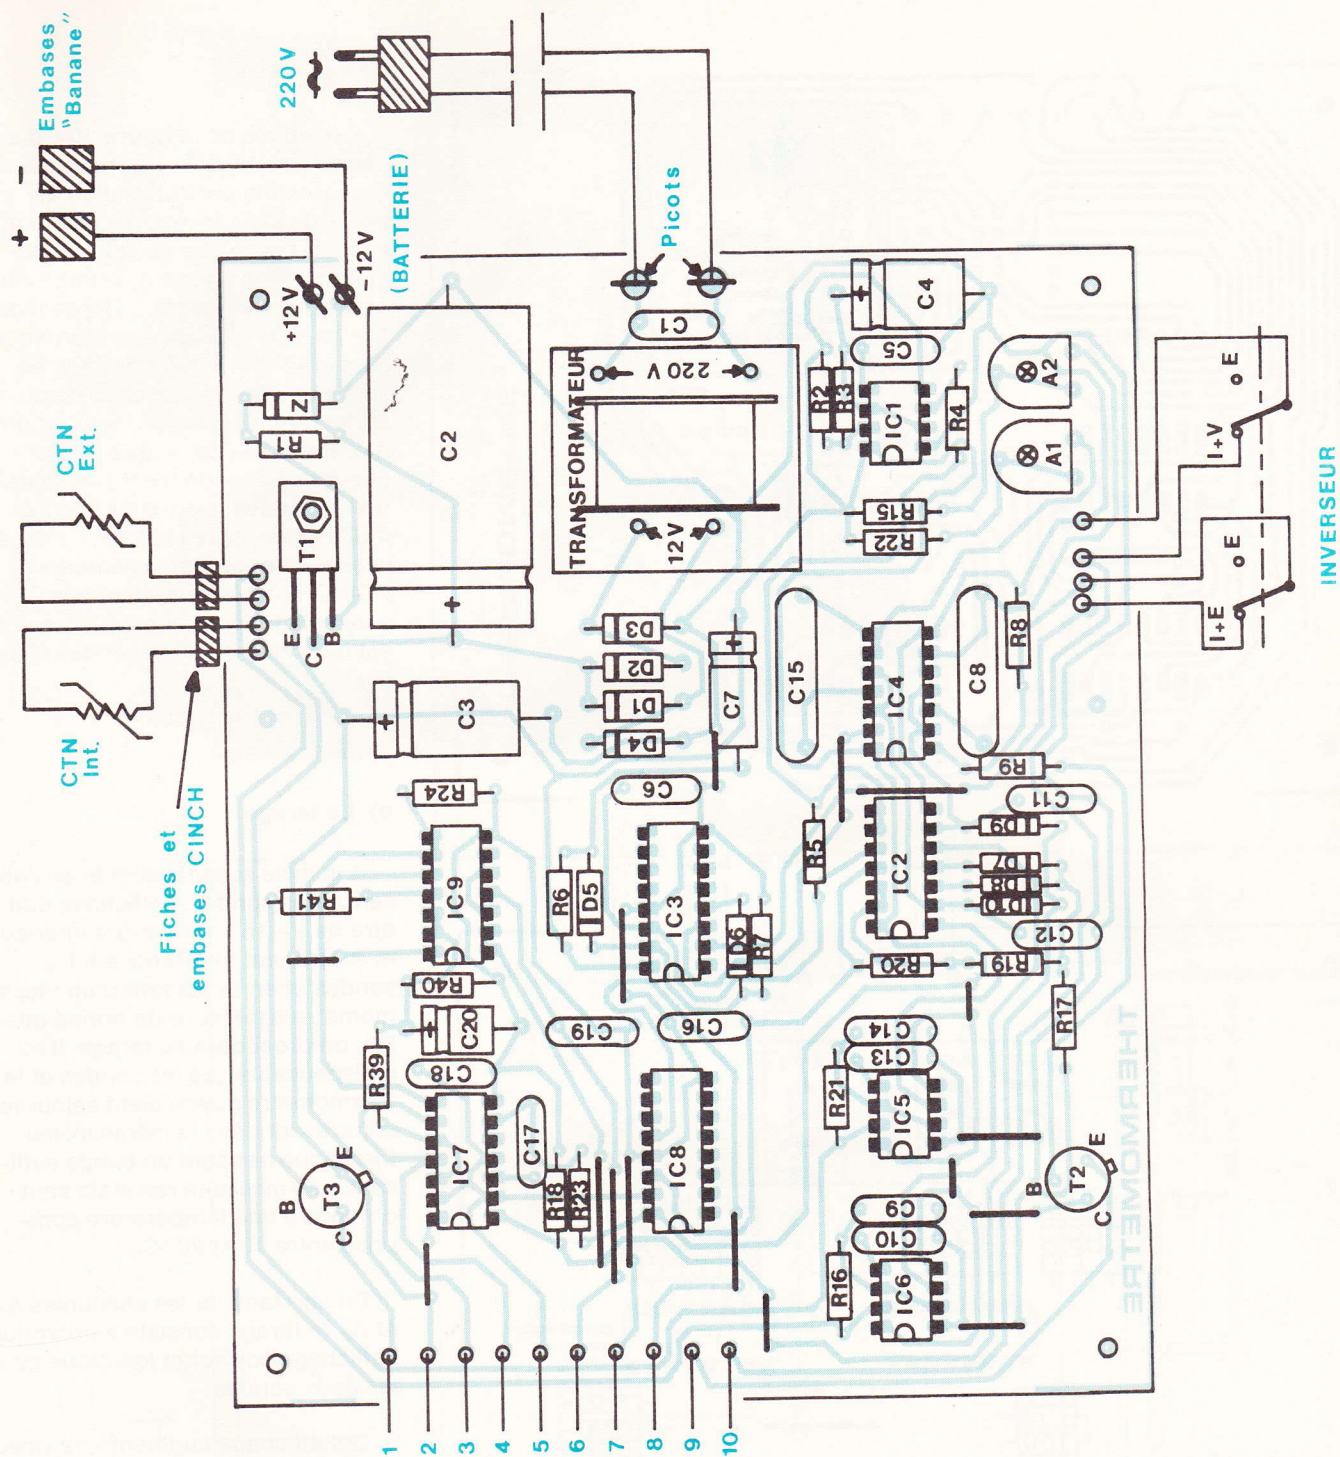 Embases
"Banane"
220 V
- 
+
(BATTERIE)
+12 V
-12 V
Picots
CTN
Ext.
CTN
Int.
Fiches et
embases CINCH
Z
R1
T1
E
C
B
C2
C1
TRANSFORMATEUR
220 V
12 V
C4
C5
R2
R3
IC1
R4
A2
A1
R15
R22
I+V
E
I+E
E
INVERSEUR
C3
D3
D2
D1
D4
C7
C15
IC4
C8
R8
R24
C6
R9
C11
R41
IC9
R6
D5
IC3
D6
R7
R5
IC2
D9
D7
D8
D10
C12
R40
C20
C19
C16
R20
R19
R17
R39
C18
C14
C13
R21
IC5
B
T3
E
C
IC7
C17
R18
R23
IC8
C9
C10
R16
IC6
B
T2
E
C
1
2
3
4
5
6
7
8
9
10
THERMOMETRE